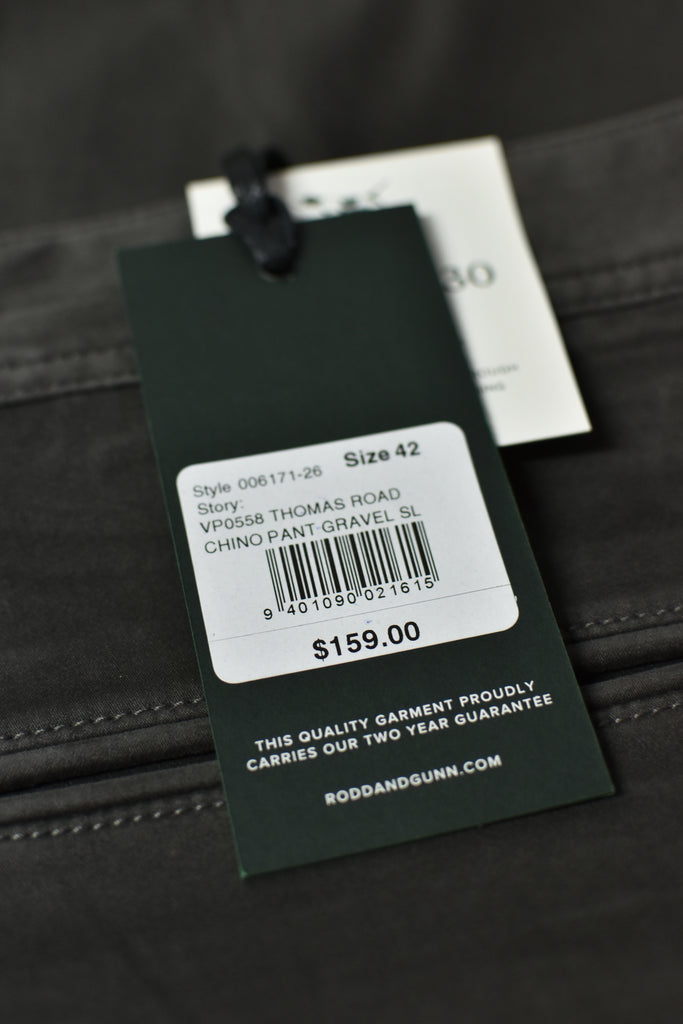 Style 006171-26 Size 42
Story:
VP0558 THOMAS ROAD
CHINO PANT GRAVEL SL
9 401090 021615
$159.00
THIS QUALITY GARMENT PROUDLY
CARRIES OUR TWO YEAR GUARANTEE
RODDANDGUNN.COM